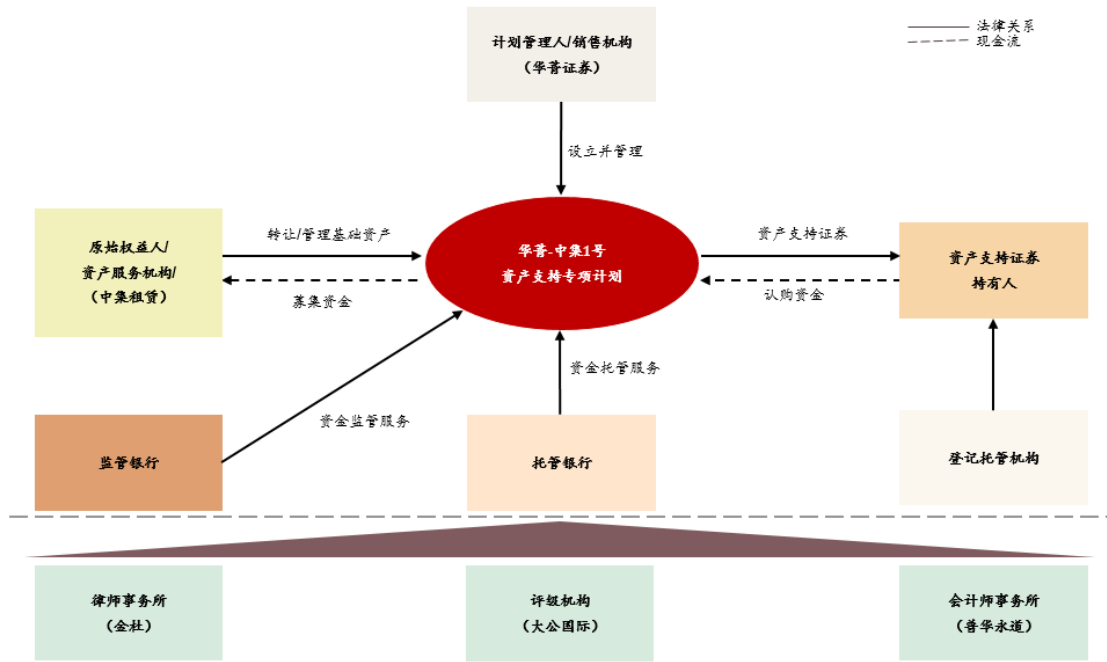 法律关系
现金流
计划管理人/销售机构
（华菁证券）
设立并管理
原始权益人/
资产服务机构/
（中集租赁）
转让/管理基础资产
募集资金
华菁-中集1号
资产支持专项计划
资产支持证券
认购资金
资产支持证券
持有人
资金监管服务
资金托管服务
监管银行
托管银行
登记托管机构
律师事务所
（金杜）
评级机构
（大公国际）
会计师事务所
（普华永道）